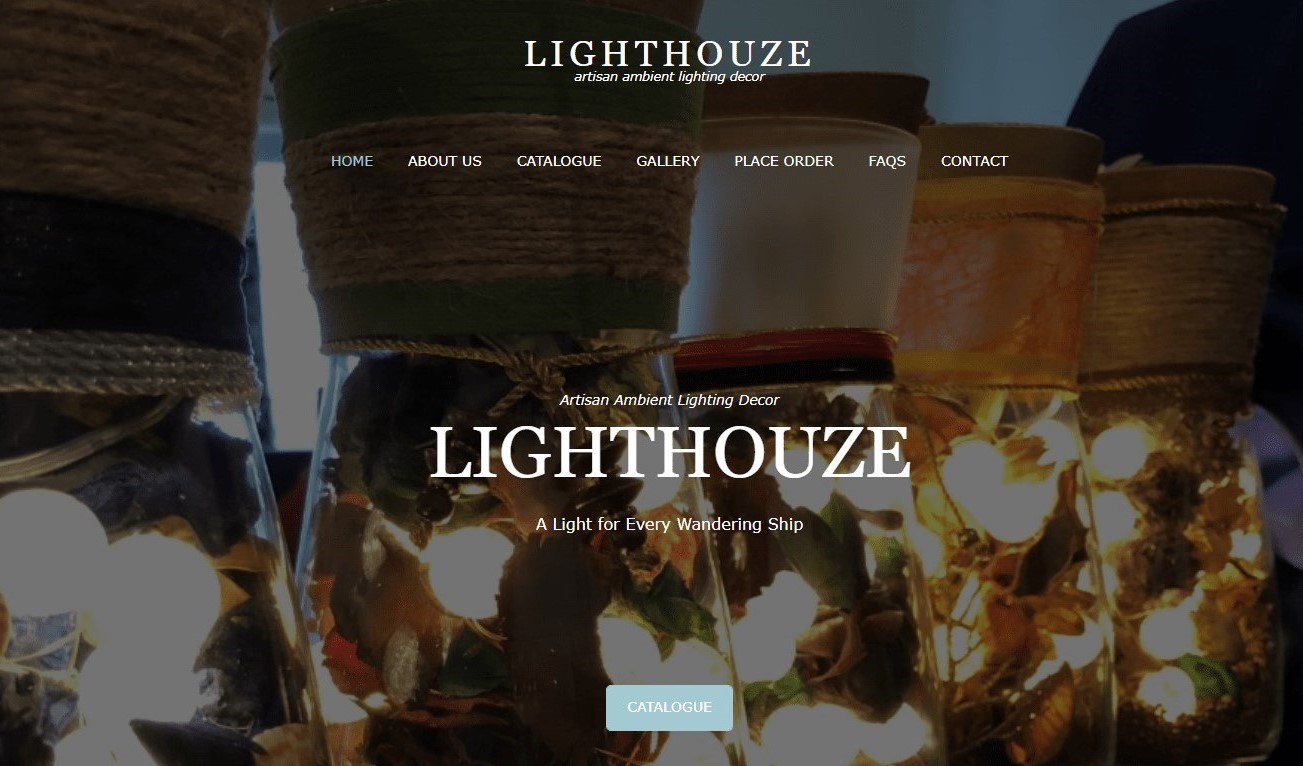 LIGHTHOUZE
artisan ambient lighting decor
HOME ABOUT US CATALOGUE GALLERY PLACE ORDER FAQS CONTACT
Artisan Ambient Lighting Decor
LIGHTHOUZE
A Light for Every Wandering Ship
CATALOGUE